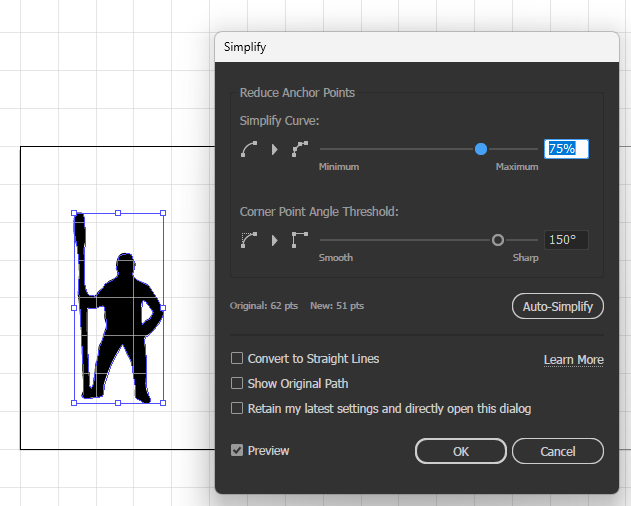 Simplify
Reduce Anchor Points
Simplify Curve:
75%
Minimum Maximum
Corner Point Angle Threshold:
150°
Smooth Sharp
Original: 62 pts New: 51 pts Auto-Simplify
Convert to Straight Lines Learn More
Show Original Path
Retain my latest settings and directly open this dialog
Preview OK Cancel